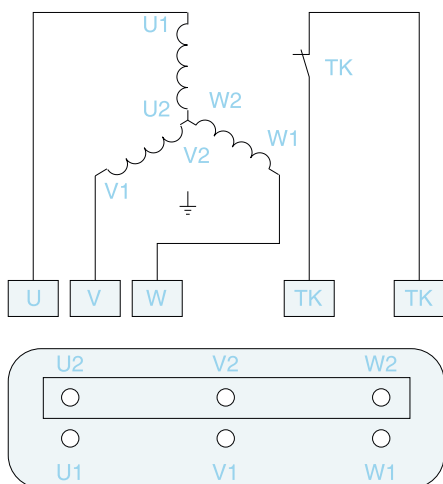 U1
TK
U2 W2
V2 W1
V1
U V W TK TK
U2 V2 W2
U1 V1 W1